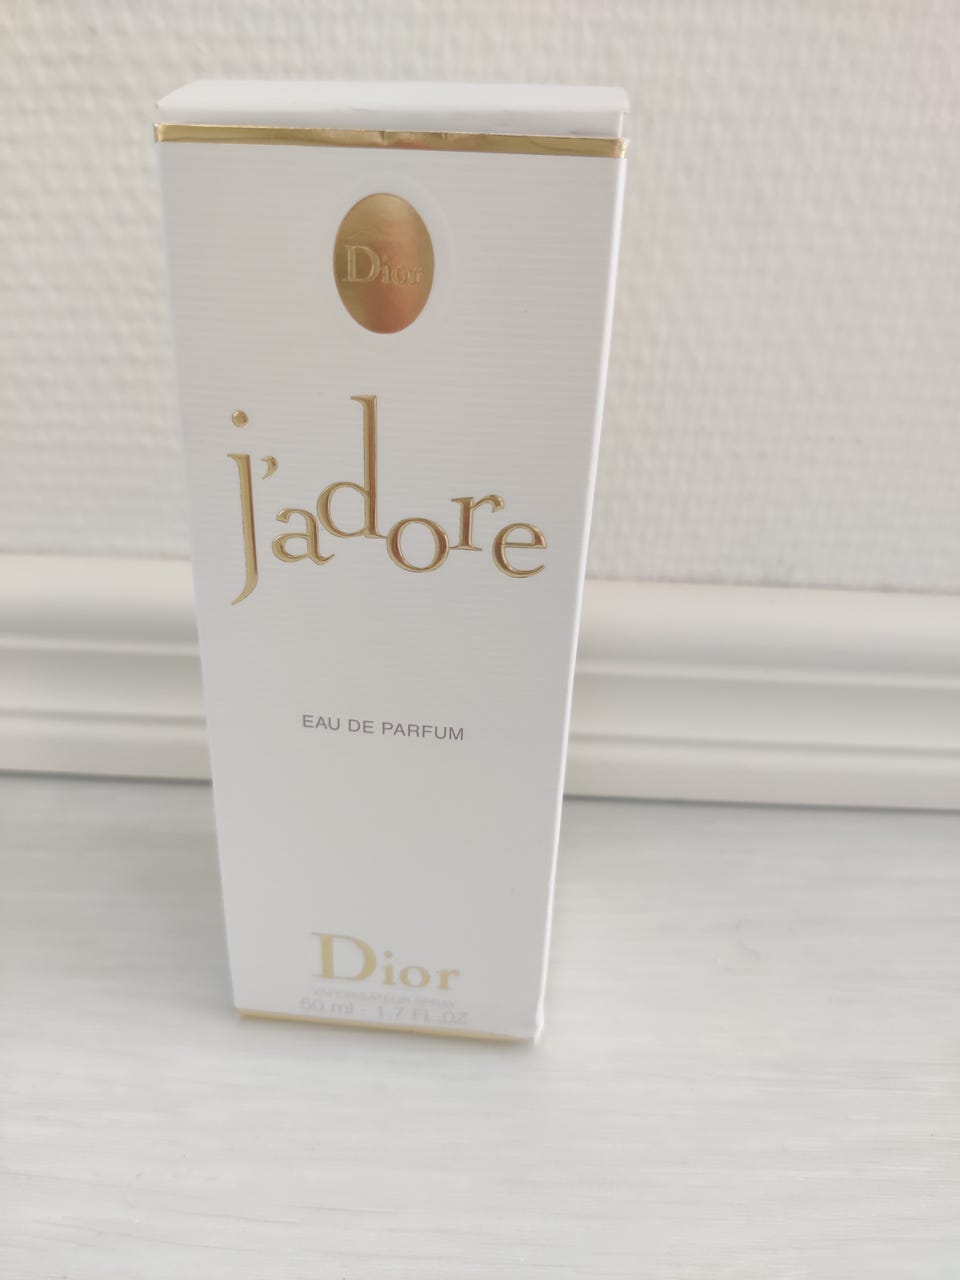 Dior
j'adore
EAU DE PARFUM
Dior
VAPORISATEUR SPRAY
50 ml - 1.7 FL.OZ